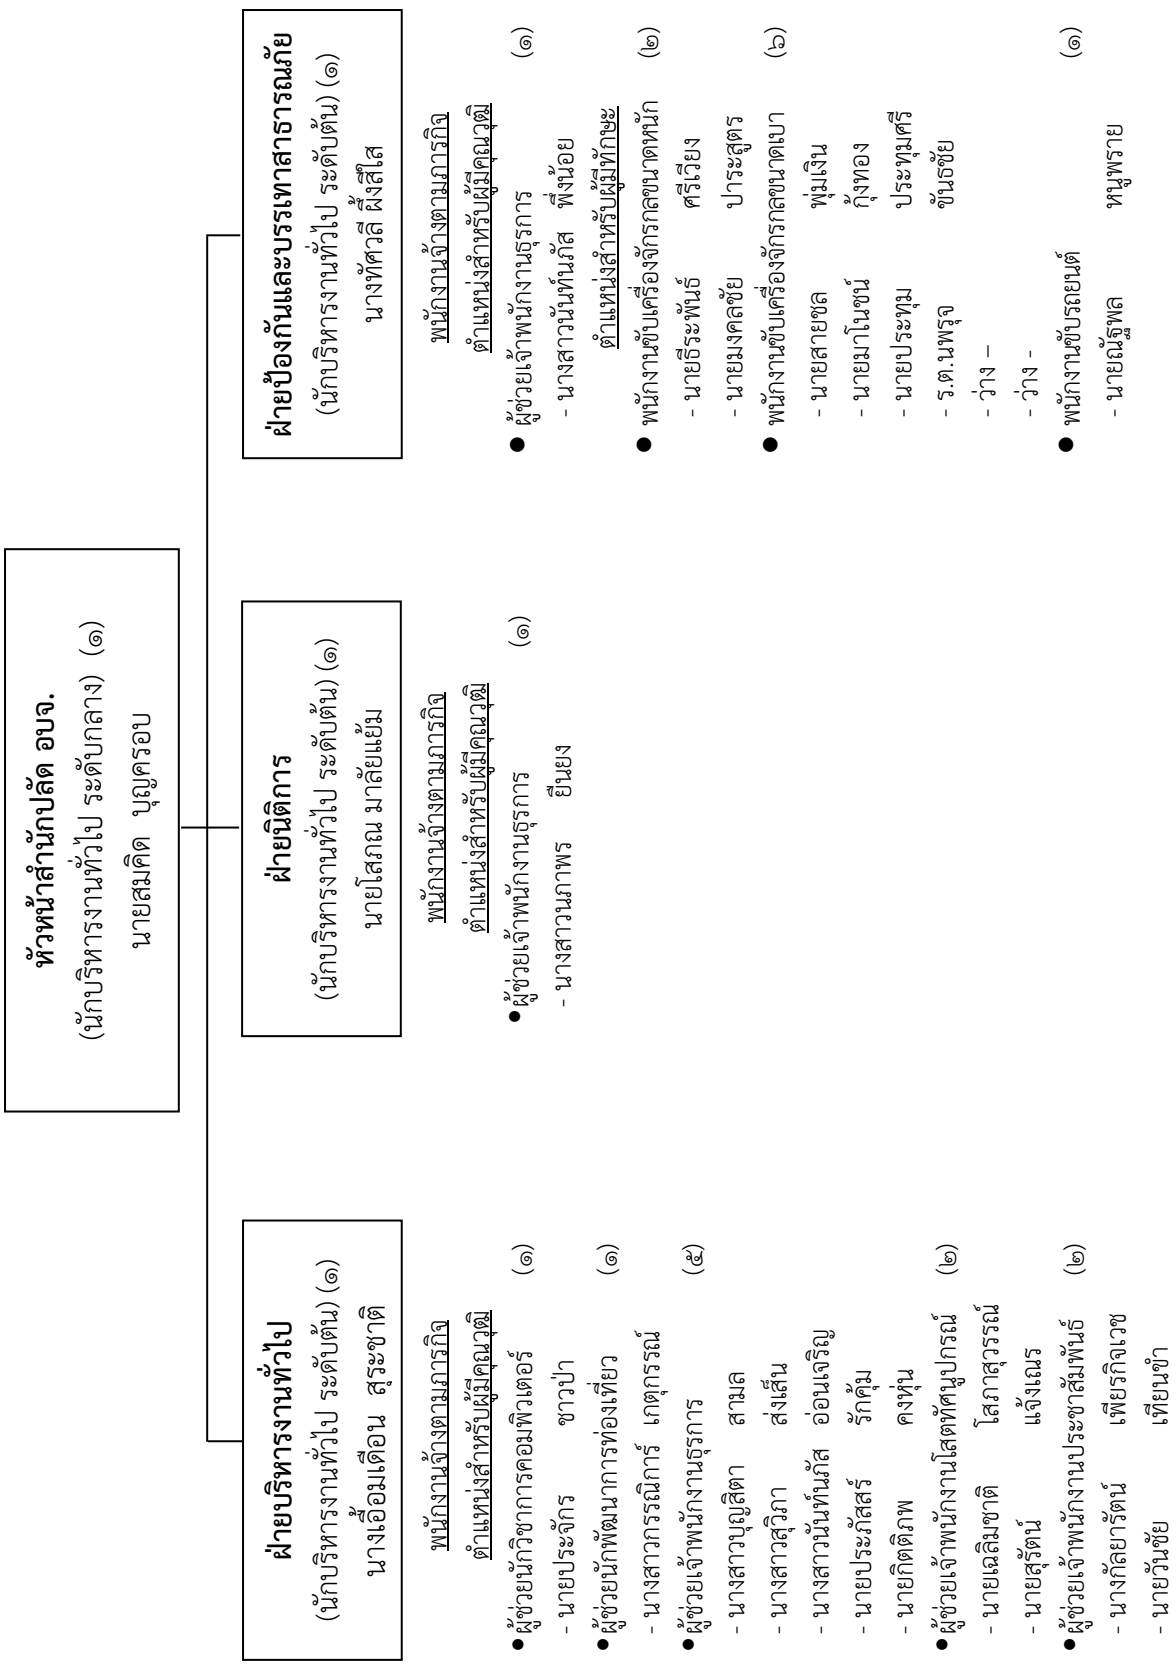 หัวหน้าสำนักปลัด อบจ.
(นักบริหารงานทั่วไป ระดับกลาง) (๑)
นายสมคิด บุญครอบ
ฝ่ายบริหารงานทั่วไป
(นักบริหารงานทั่วไป ระดับต้น) (๑)
นางเอื้อมเดือน สุระชาติ
พนักงานจ้างตามภารกิจ
ตำแหน่งสำหรับผู้มีคุณวุฒิ
● ผู้ช่วยนักวิชาการคอมพิวเตอร์ (๑)
- นายประจักร ชาวป่า
● ผู้ช่วยนักพัฒนาการท่องเที่ยว (๑)
- นางสาวกรรณิการ์ เกตุกรรณ์
● ผู้ช่วยเจ้าพนักงานธุรการ (๕)
- นางสาวบุญสิตา สามล
- นางสาวสุวิภา ส่งเส็น
- นางสาวนันท์นภัส อ่อนเจริญ
- นายประภัสสร์ รักคุ้ม
- นายกิตติภพ คงหุ่น
● ผู้ช่วยเจ้าพนักงานโสตทัศนูปกรณ์ (๒)
- นายเฉลิมชาติ โสภาสุวรรณ์
- นายสุรัตน์ แจ้งเณร
● ผู้ช่วยเจ้าพนักงานประชาสัมพันธ์ (๒)
- นางกัลยารัตน์ เพียรกิจเวช
- นายวันชัย เทียนขำ
ฝ่ายนิติการ
(นักบริหารงานทั่วไป ระดับต้น) (๑)
นายโสภณ มาลัยแย้ม
พนักงานจ้างตามภารกิจ
ตำแหน่งสำหรับผู้มีคุณวุฒิ
● ผู้ช่วยเจ้าพนักงานธุรการ (๑)
- นางสาวนภาพร ยืนยง
ฝ่ายป้องกันและบรรเทาสาธารณภัย
(นักบริหารงานทั่วไป ระดับต้น) (๑)
นางทัศวลี ผึ้งสีใส
พนักงานจ้างตามภารกิจ
ตำแหน่งสำหรับผู้มีคุณวุฒิ
● ผู้ช่วยเจ้าพนักงานธุรการ (๑)
- นางสาวนันท์นภัส พึ่งน้อย
ตำแหน่งสำหรับผู้มีทักษะ
● พนักงานขับเครื่องจักรกลขนาดหนัก (๒)
- นายธีระพันธ์ ศรีเวียง
- นายมงคลชัย ปาระสูตร
● พนักงานขับเครื่องจักรกลขนาดเบา (๖)
- นายสายชล พุ่มเงิน
- นายมาโนชน์ กุ้งทอง
- นายประทุม ประทุมศรี
- ร.ต.นพรุจ ขันธชัย
- ว่าง –
- ว่าง -
● พนักงานขับรถยนต์ (๑)
- นายณัฐพล หนูพราย